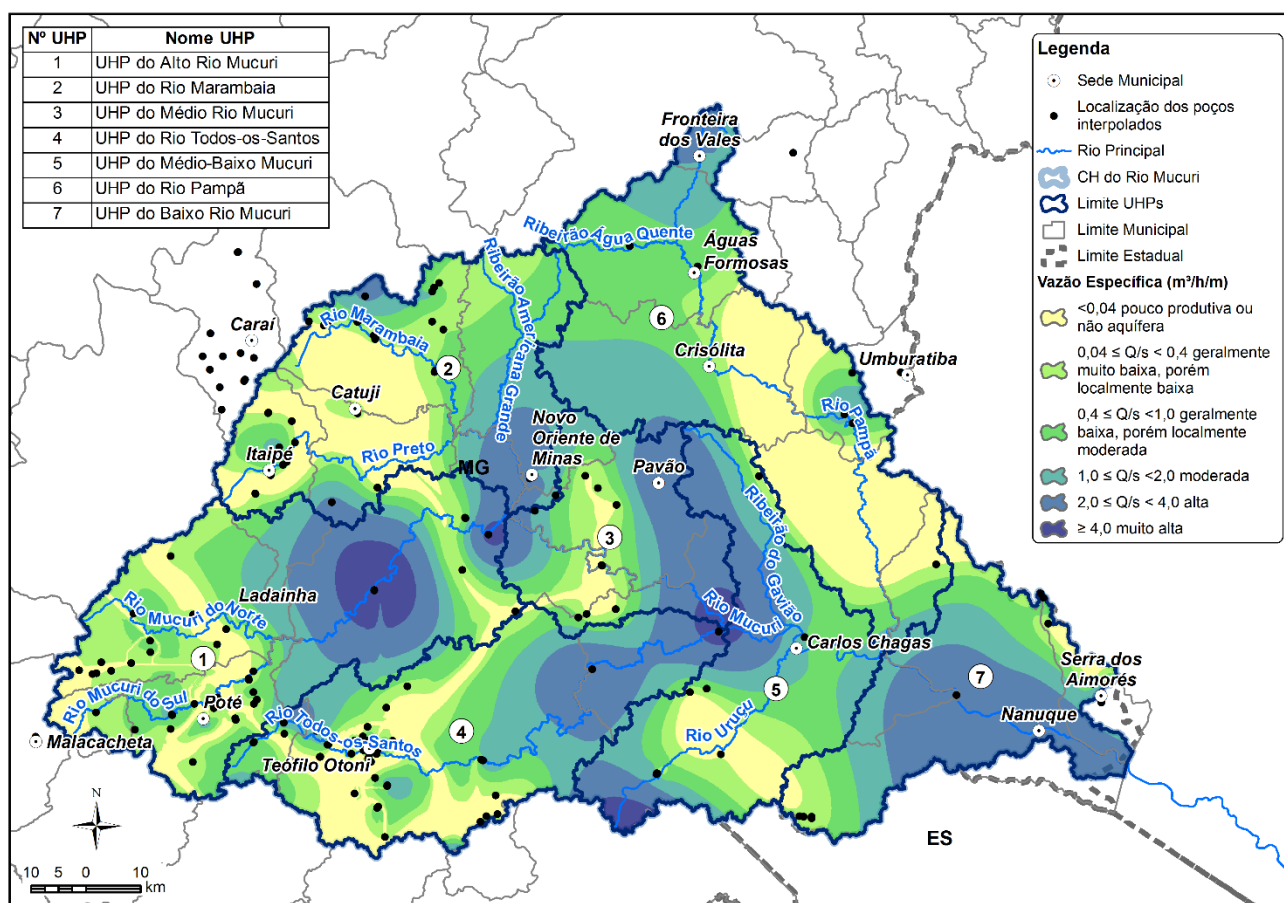 Nº UHP Nome UHP
1 UHP do Alto Rio Mucuri
2 UHP do Rio Marambaia
3 UHP do Médio Rio Mucuri
4 UHP do Rio Todos-os-Santos
5 UHP do Médio-Baixo Mucuri
6 UHP do Rio Pampã
7 UHP do Baixo Rio Mucuri
Legenda
Sede Municipal
Localização dos poços
interpolados
Rio Principal
CH do Rio Mucuri
Limite UHPs
Limite Municipal
Limite Estadual
Vazão Específica (m³/h/m)
<0,04 pouco produtiva ou
não aquífera
0,04 ≤ Q/s < 0,4 geralmente
muito baixa, porém
localmente baixa
0,4 ≤ Q/s <1,0 geralmente
baixa, porém localmente
moderada
1,0 ≤ Q/s <2,0 moderada
2,0 ≤ Q/s < 4,0 alta
≥ 4,0 muito alta
Fronteira
dos Vales
Ribeirão Água Quente
Águas
Formosas
Ribeirão Americana Grande
6
Caraí
Rio Marambaia
2
Crisólita
Umburatiba
Catuji
Novo
Oriente de
Minas
Rio Pampã
Itaipé
Rio Preto
MG
Pavão
Ribeirão do Gavião
3
Ladainha
Rio Mucuri do Norte
Rio Mucuri
Carlos Chagas
1
Rio Mucuri do Sul
Poté
5
7
Serra dos
Aimorés
Nanuque
Malacacheta
Rio Todos-os-Santos
4
Rio Uruçu
Teófilo Otoni
ES
N
10 5 0 10
km